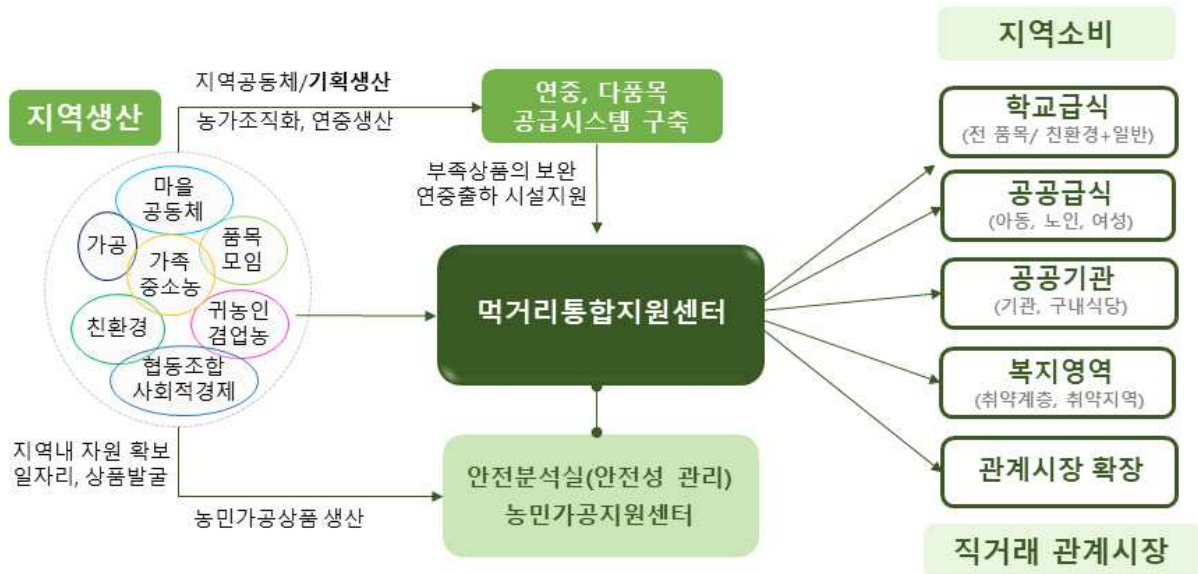 지역생산
지역공동체/기획생산
농가조직화, 연중생산
연중, 다품목
공급시스템 구축
부족상품의 보완
연중출하 시설지원
마을
공동체
가공
품목
모임
가족
중소농
친환경
귀농인
겸업농
협동조합
사회적경제
지역내 자원 확보
일자리, 상품발굴
농민가공상품 생산
먹거리통합지원센터
안전분석실(안전성 관리)
농민가공지원센터
지역소비
학교급식
(전 품목/ 친환경+일반)
공공급식
(아동, 노인, 여성)
공공기관
(기관, 구내식당)
복지영역
(취약계층, 취약지역)
관계시장 확장
직거래 관계시장